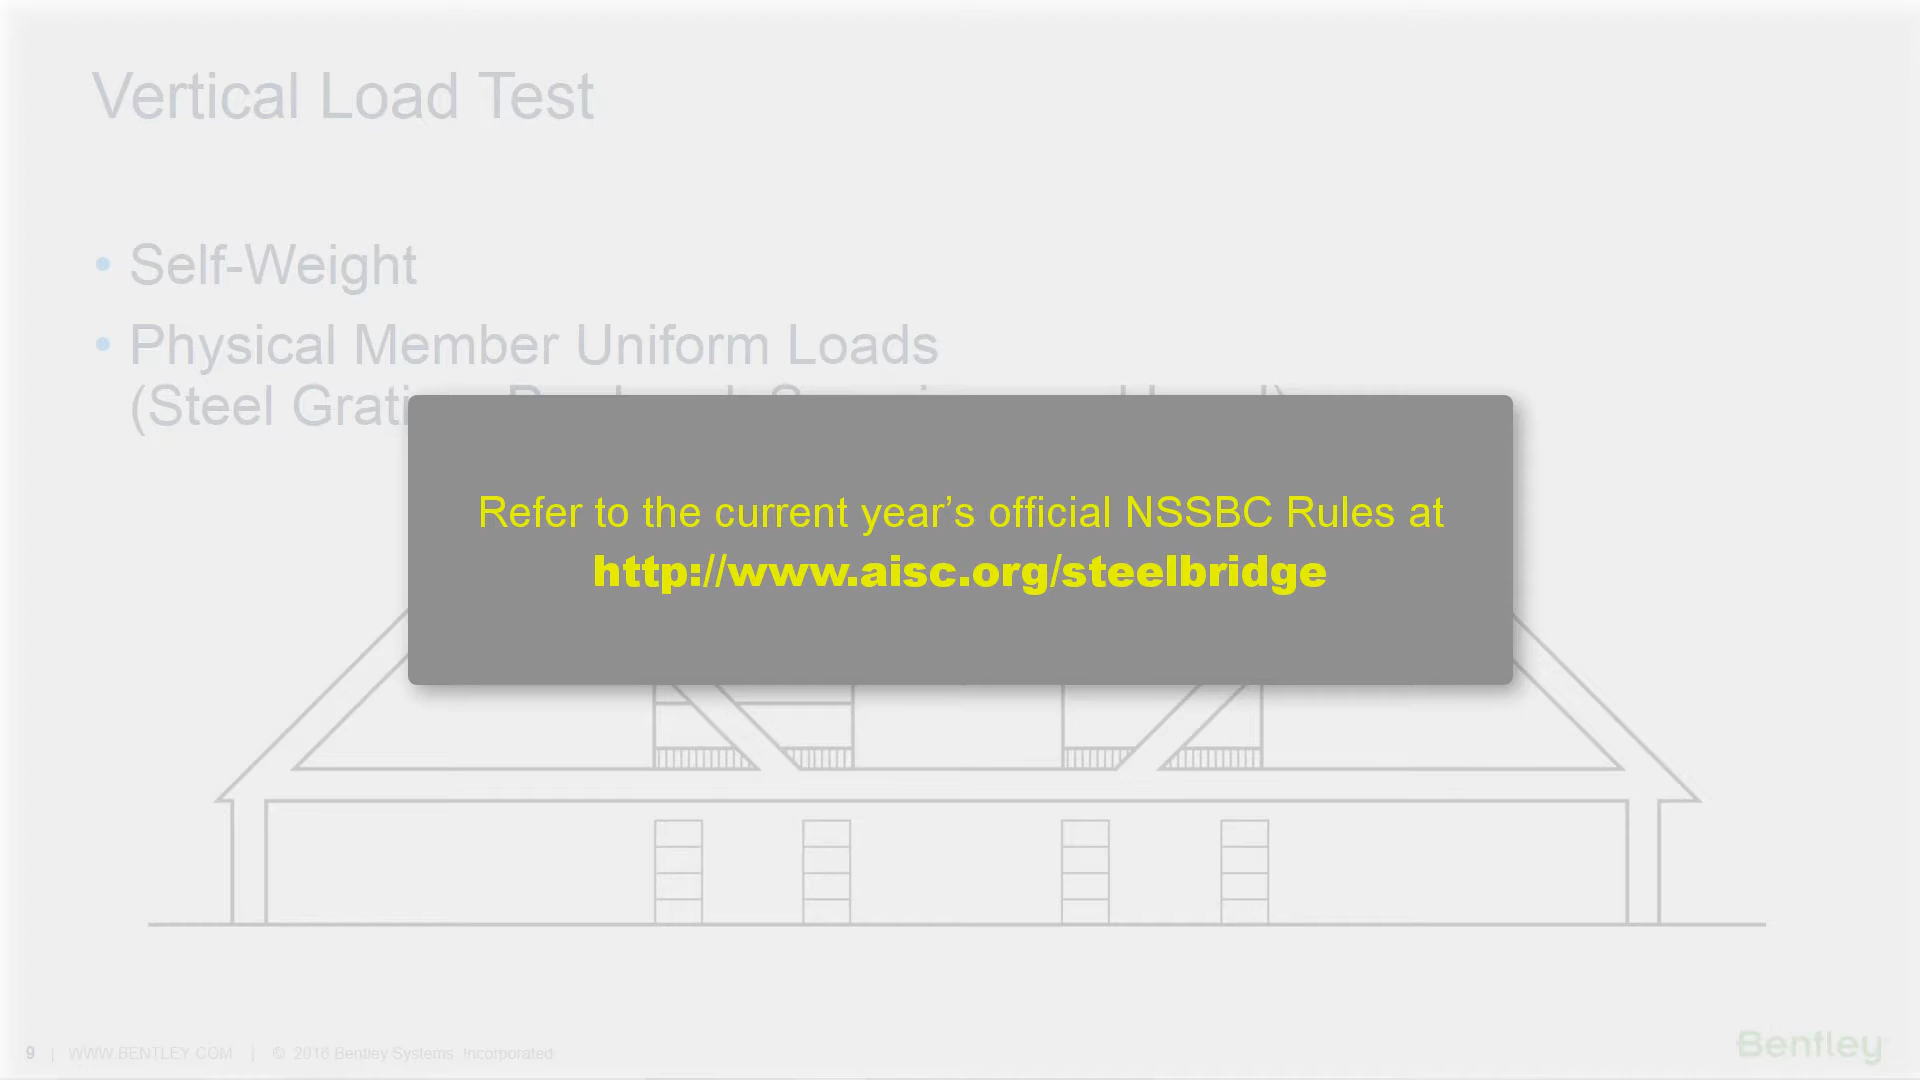 Vertical Load Test
• Self-Weight
• Physical Member Uniform Loads
(Steel
Refer to the current year’s official NSSBC Rules at
http://www.aisc.org/steelbridge
9 | WWW.BENTLEY.COM | © 2016 Bentley Systems, Incorporated
Bentley